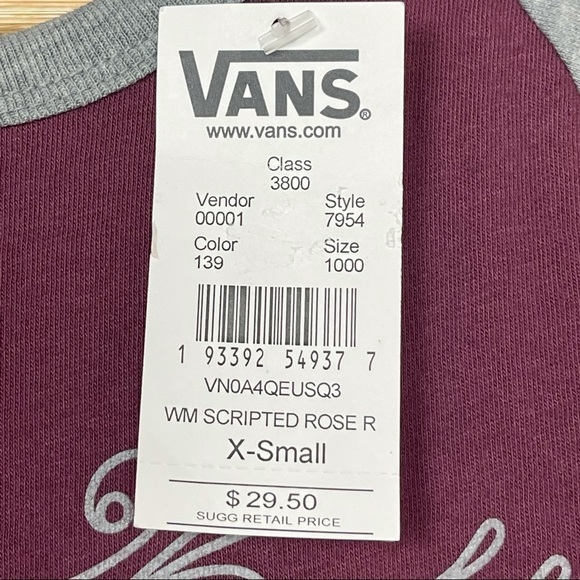 VANS®
www.vans.com
Class
3800
Vendor Style
00001 7954
Color Size
139 1000
1 93392 54937 7
VN0A4QEUSQ3
WM SCRIPTED ROSE R
X-Small
$29.50
SUGG RETAIL PRICE